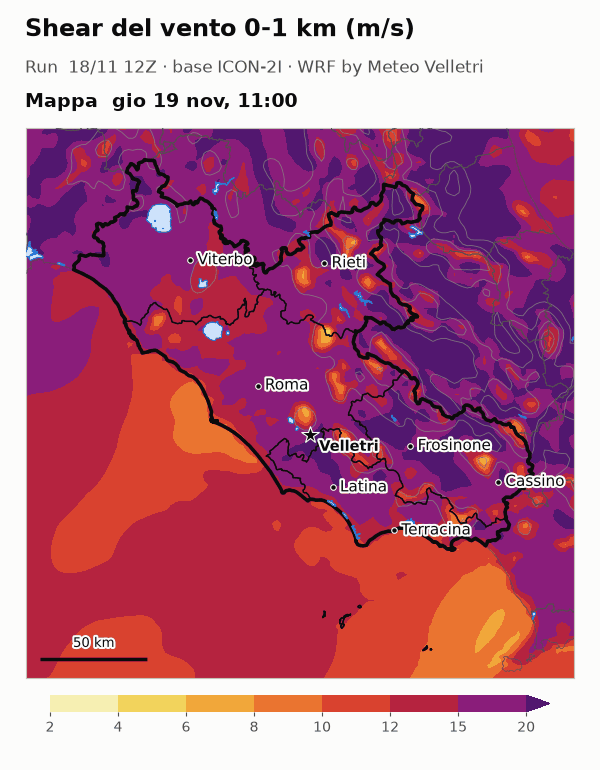 Shear del vento 0-1 km (m/s)
Run 18/11 12Z · base ICON-2I · WRF by Meteo Velletri
Mappa gio 19 nov, 11:00
Viterbo
Rieti
Roma
Velletri
Frosinone
Latina
Cassino
Terracina
50 km
2 4 6 8 10 12 15 20